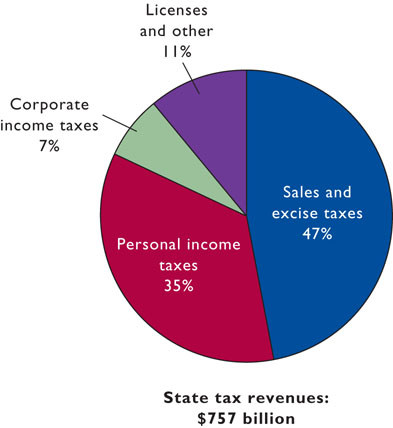 Licenses
and other
11%
Corporate
income taxes
7%
Sales and
excise taxes
47%
Personal income
taxes
35%
State tax revenues:
$757 billion